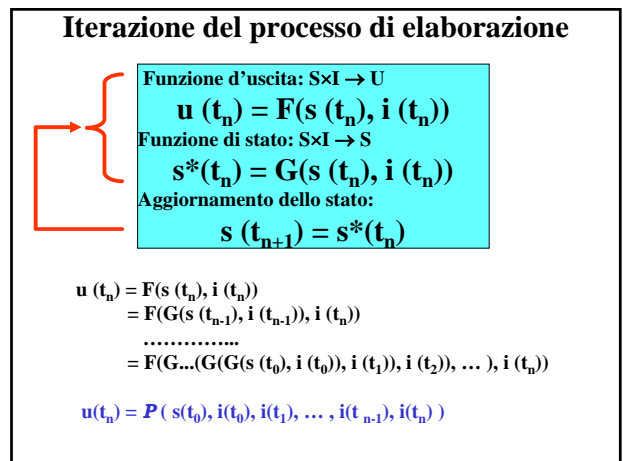 Iterazione del processo di elaborazione
Funzione d'uscita: S×I → U
u (tₙ) = F(s (tₙ), i (tₙ))
Funzione di stato: S×I → S
s*(tₙ) = G(s (tₙ), i (tₙ))
Aggiornamento dello stato:
s (tₙ₊₁) = s*(tₙ)
u (tₙ) = F(s (tₙ), i (tₙ))
= F(G(s (tₙ₋₁), i (tₙ₋₁)), i (tₙ))
…………...
= F(G...(G(G(s (t₀), i (t₀)), i (t₁)), i (t₂)), … ), i (tₙ))
u(tₙ) = P ( s(t₀), i(t₀), i(t₁), … , i(t ₙ₋₁), i(tₙ) )